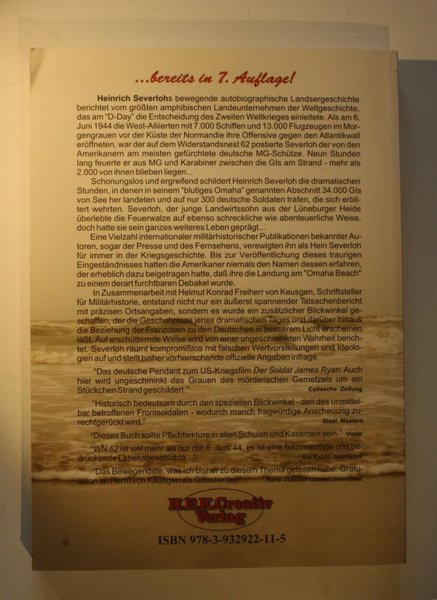 ...bereits in 7. Auflage!
Heinrich Severlohs bewegende autobiographische Landsergeschichte
berichtet vom größten amphibischen Landeunternehmen der Weltgeschichte,
das am "D-Day" die Entscheidung des Zweiten Weltkrieges einleitete. Als am 6.
Juni 1944 die West-Alliierten mit 7.000 Schiffen und 13.000 Flugzeugen im Mor-
gengrauen vor der Küste der Normandie ihre Offensive gegen den Atlantikwall
eröffneten, war der auf dem Widerstandsnest 62 postierte Severloh der von den
Amerikanern am meisten gefürchtete deutsche MG-Schütze. Neun Stunden
lang feuerte er aus MG und Karabiner zwischen die GIs am Strand - mehr als
2.000 von ihnen blieben liegen...
Schonungslos und ergreifend schildert Heinrich Severloh die dramatischen
Stunden, in denen in seinem "blutiges Omaha" genannten Abschnitt 34.000 GIs
von See her landeten und auf nur 300 deutsche Soldaten trafen, die sich erbit-
tert wehrten. Severloh, der junge Landwirtssohn aus der Lüneburger Heide
überlebte die Feuerwalze auf ebenso schreckliche wie abenteuerliche Weise,
doch hatte sie sein ganzes weiteres Leben geprägt...
Eine Vielzahl internationaler militärhistorischer Publikationen bekannter Au-
toren, sogar der Presse und des Fernsehens, verewigten ihn als Hein Severloh
für immer in der Kriegsgeschichte. Bis zur Veröffentlichung dieses traurigen
Eingeständnisses hatten die Amerikaner niemals den Namen dessen erfahren,
der erheblich dazu beigetragen hatte, daß ihre die Landung am "Omaha Beach"
zu einem derart furchtbaren Debakel wurde.
In Zusammenarbeit mit Helmut Konrad Freiherr von Keusgen, Schriftsteller
für Militärhistorie, entstand nicht nur ein äußerst spannender Tatsachenbericht
mit präzisen Ortsangaben, sondern es wurde ein zusätzlicher Blickwinkel ge-
schaffen, der die Geschehnisse jenes dramatischen Tages und darüber hinaus
die Beziehung der Franzosen zu den Deutschen in besserem Licht erscheinen
läßt. Auf erschütternde Weise wird von einer ungeschminkten Wahrheit berich-
tet. Severloh räumt kompromißlos mit falschen Wertvorstellungen und Ideolo-
gien auf und stellt bisher vorherrschende offizielle Angaben infrage.
"Das deutsche Pendant zum US-Kriegsfilm Der Soldat James Ryan. Auch
hier wird ungeschminkt das Grauen des mörderischen Gemetzels um ein
Stückchen Strand geschildert." Cellesche Zeitung
"Historisch bedeutsam durch den speziellen Blickwinkel - den des unmittel-
bar betroffenen Frontsoldaten - wodurch manch fragwürdige Anschauung zu-
rechtgerückt wird." Steel Masters
"Dieses Buch sollte Pflichtlektüre in allen Schulen und Kasernen sein."
"WN 62 ist viel mehr als nur der 6. Juni '44, es ist eine faszinierende und be-
drückende Lebensgeschichte."
"Das Bewegendste, was ich bisher zu diesem Thema gelesen habe. Gratu-
lation an Herrn von Keusgen als Ghostwriter!"
H.E.K.Creativ
Verlag
ISBN 978-3-932922-11-5